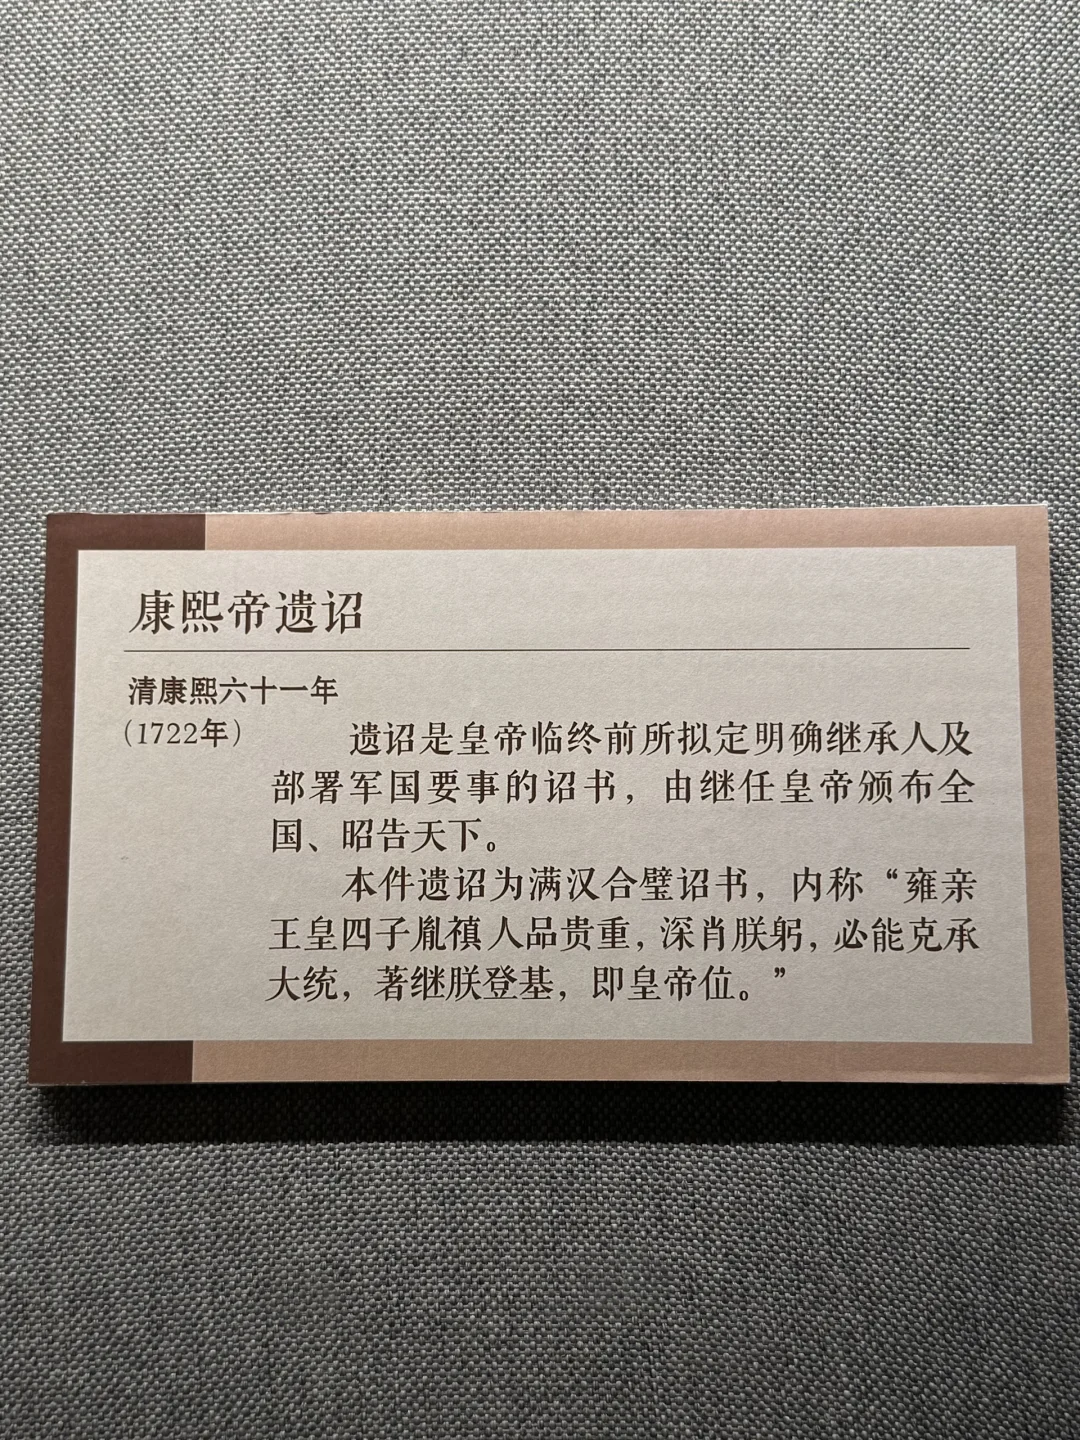 康熙帝遗诏
清康熙六十一年
（1722年）
遗诏是皇帝临终前所拟定明确继承人及
部署军国要事的诏书，由继任皇帝颁布全
国、昭告天下。
本件遗诏为满汉合璧诏书，内称“雍亲
王皇四子胤禛人品贵重，深肖朕躬，必能克承
大统，著继朕登基，即皇帝位。”